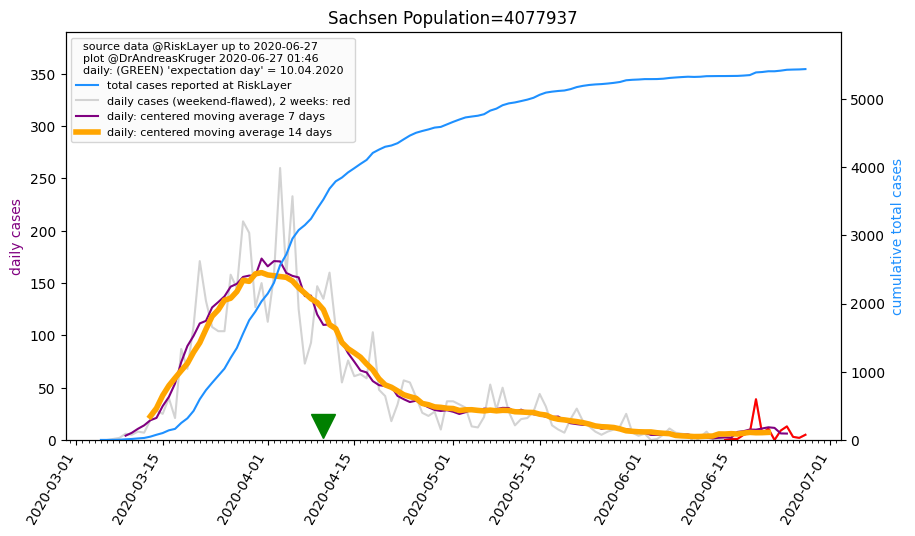 Sachsen Population=4077937
source data @RiskLayer up to 2020-06-27
plot @DrAndreasKruger 2020-06-27 01:46
daily: (GREEN) 'expectation day' = 10.04.2020
total cases reported at RiskLayer
daily cases (weekend-flawed), 2 weeks: red
daily: centered moving average 7 days
daily: centered moving average 14 days
daily cases
350
300
250
200
150
100
50
0
cumulative total cases
5000
4000
3000
2000
1000
0
2020-03-01
2020-03-15
2020-04-01
2020-04-15
2020-05-01
2020-05-15
2020-06-01
2020-06-15
2020-07-01